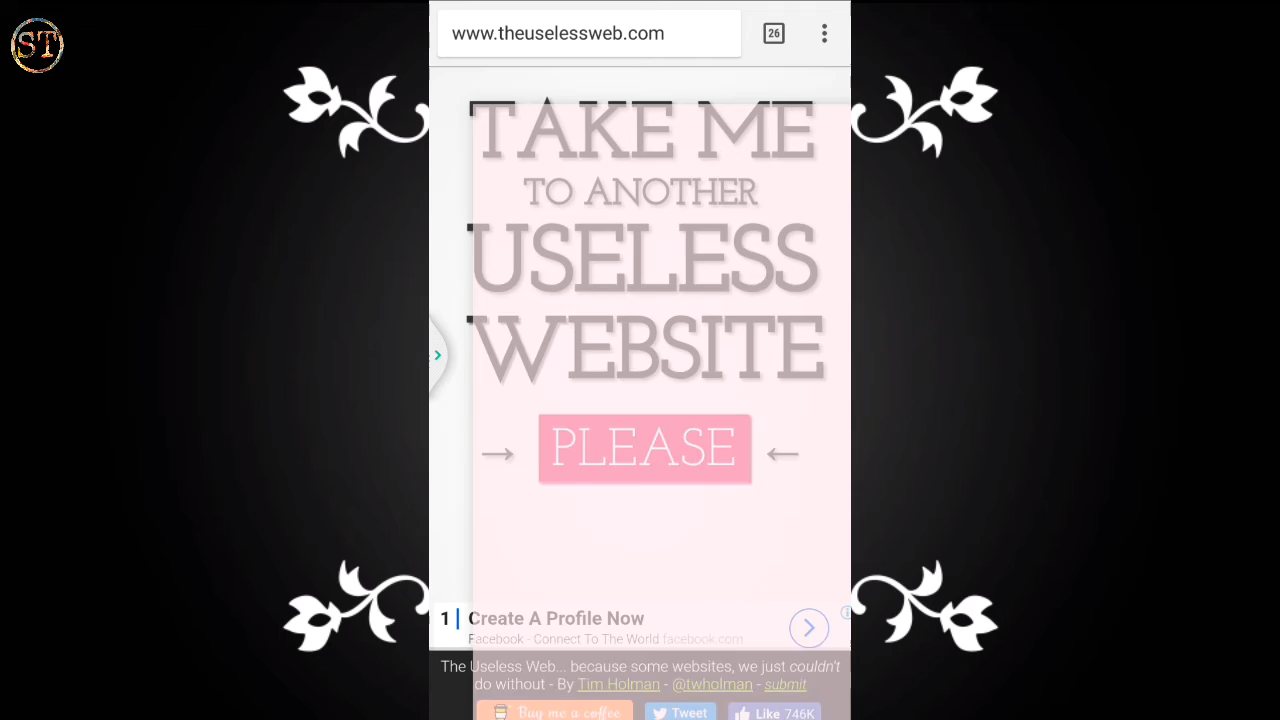 ST
www.theuselessweb.com
26
TAKE ME
TO ANOTHER
USELESS
WEBSITE
→ PLEASE ←
1 Create A Profile Now
Facebook - Connect To The World facebook.com
The Useless Web... because some websites, we just couldn't
do without - By Tim Holman - @twholman - submit
Buy me a coffee Tweet Like 746K